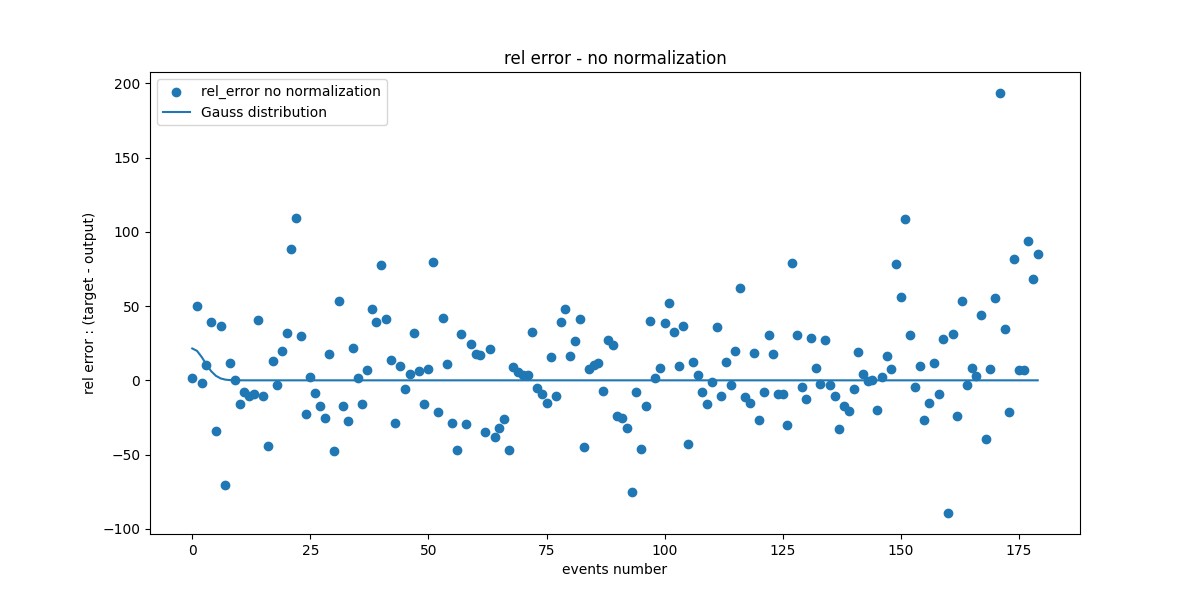 rel error - no normalization
rel_error no normalization
Gauss distribution
rel error : (target - output)
200
150
100
50
0
−50
−100
0 25 50 75 100 125 150 175
events number